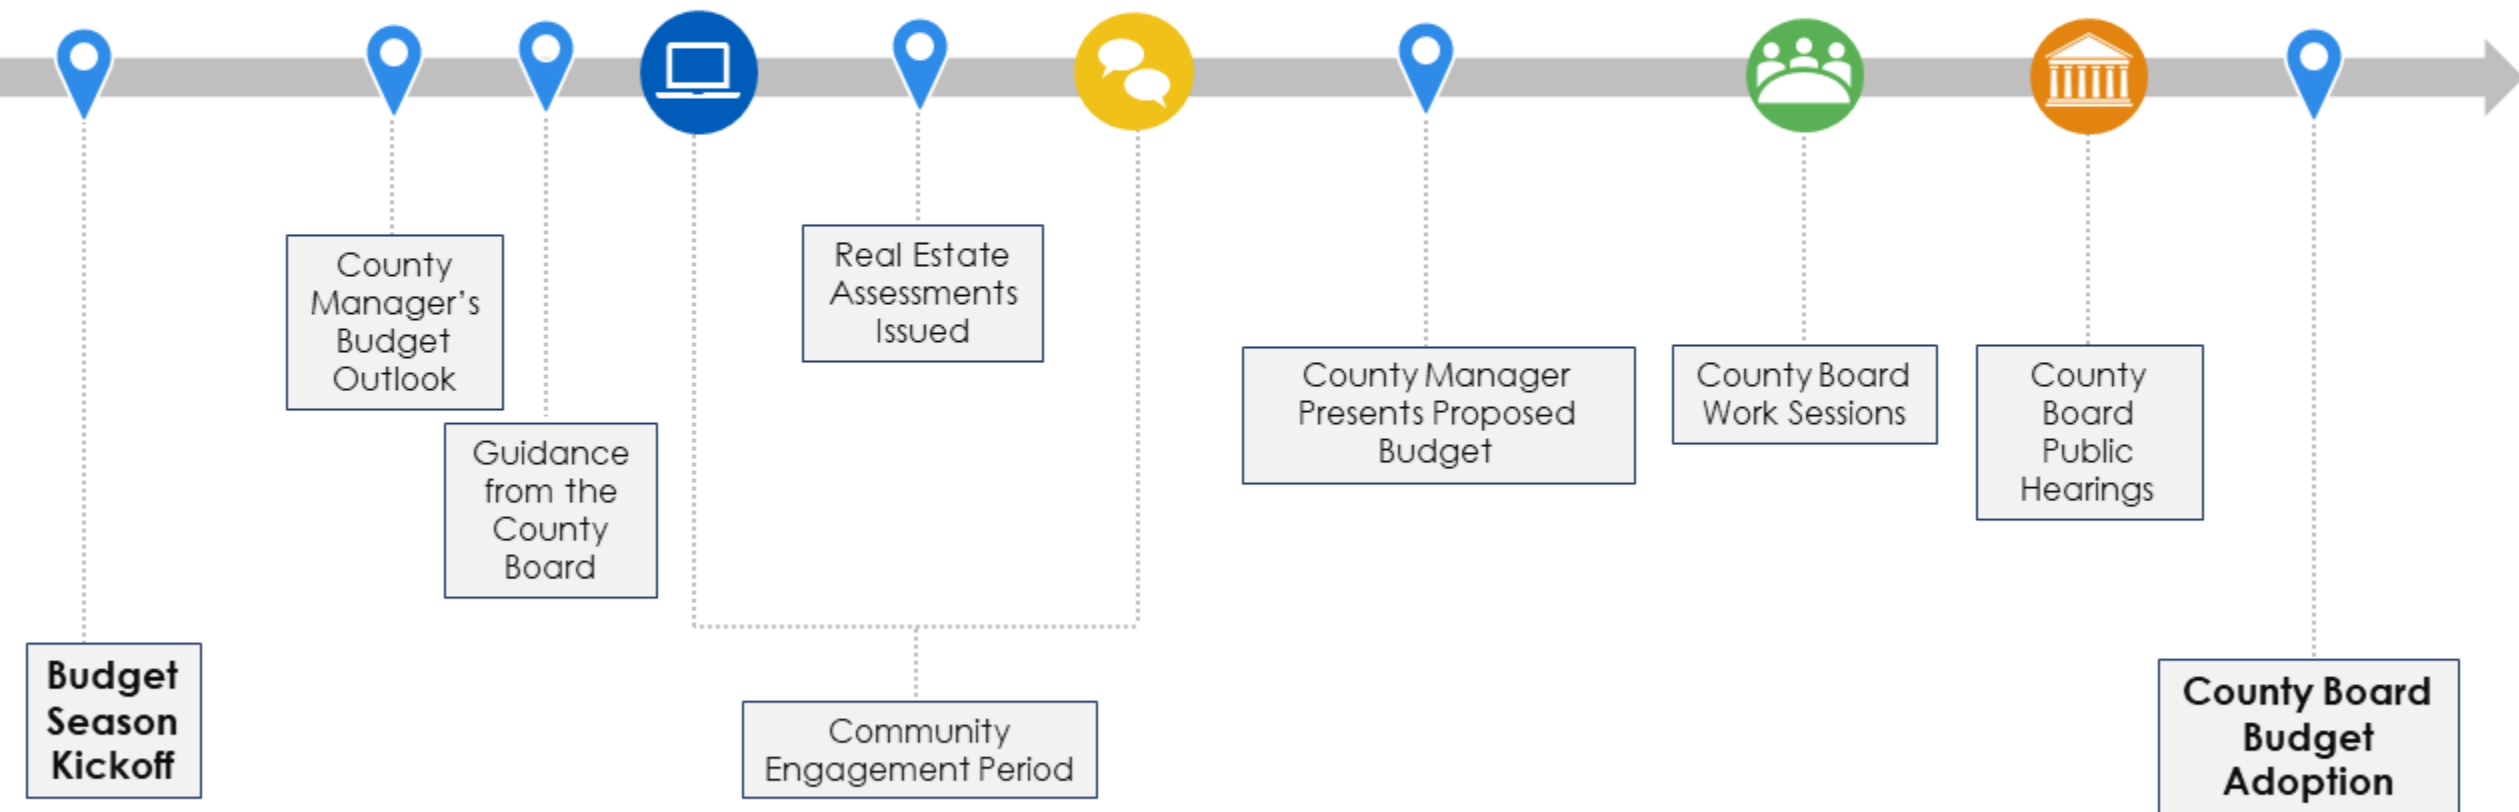 County
Manager’s
Budget
Outlook
Real Estate
Assessments
Issued
County Manager
Presents Proposed
Budget
County Board
Work Sessions
County
Board
Public
Hearings
Guidance
from the
County
Board
Budget
Season
Kickoff
Community
Engagement Period
County Board
Budget
Adoption